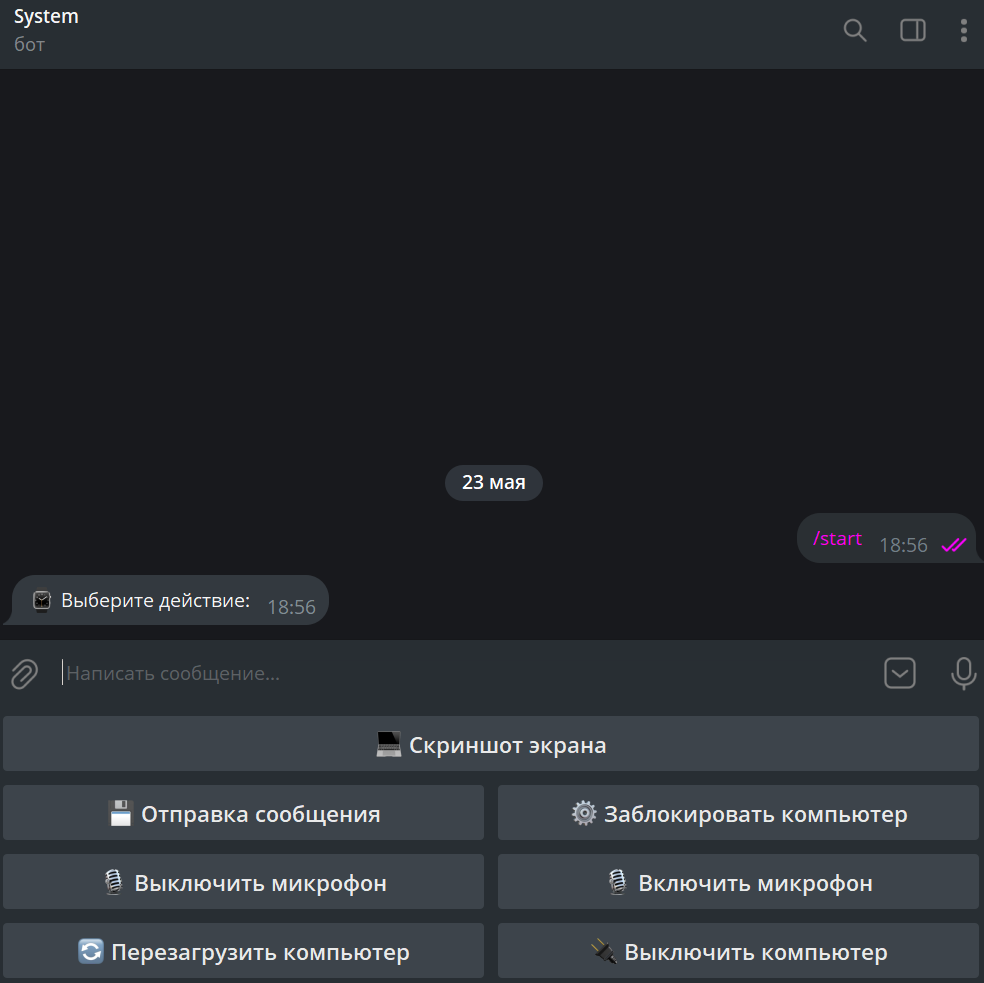 System
бот
23 мая
/start 18:56
Выберите действие: 18:56
Написать сообщение...
Скриншот экрана
Отправка сообщения
Заблокировать компьютер
Выключить микрофон
Включить микрофон
Перезагрузить компьютер
Выключить компьютер